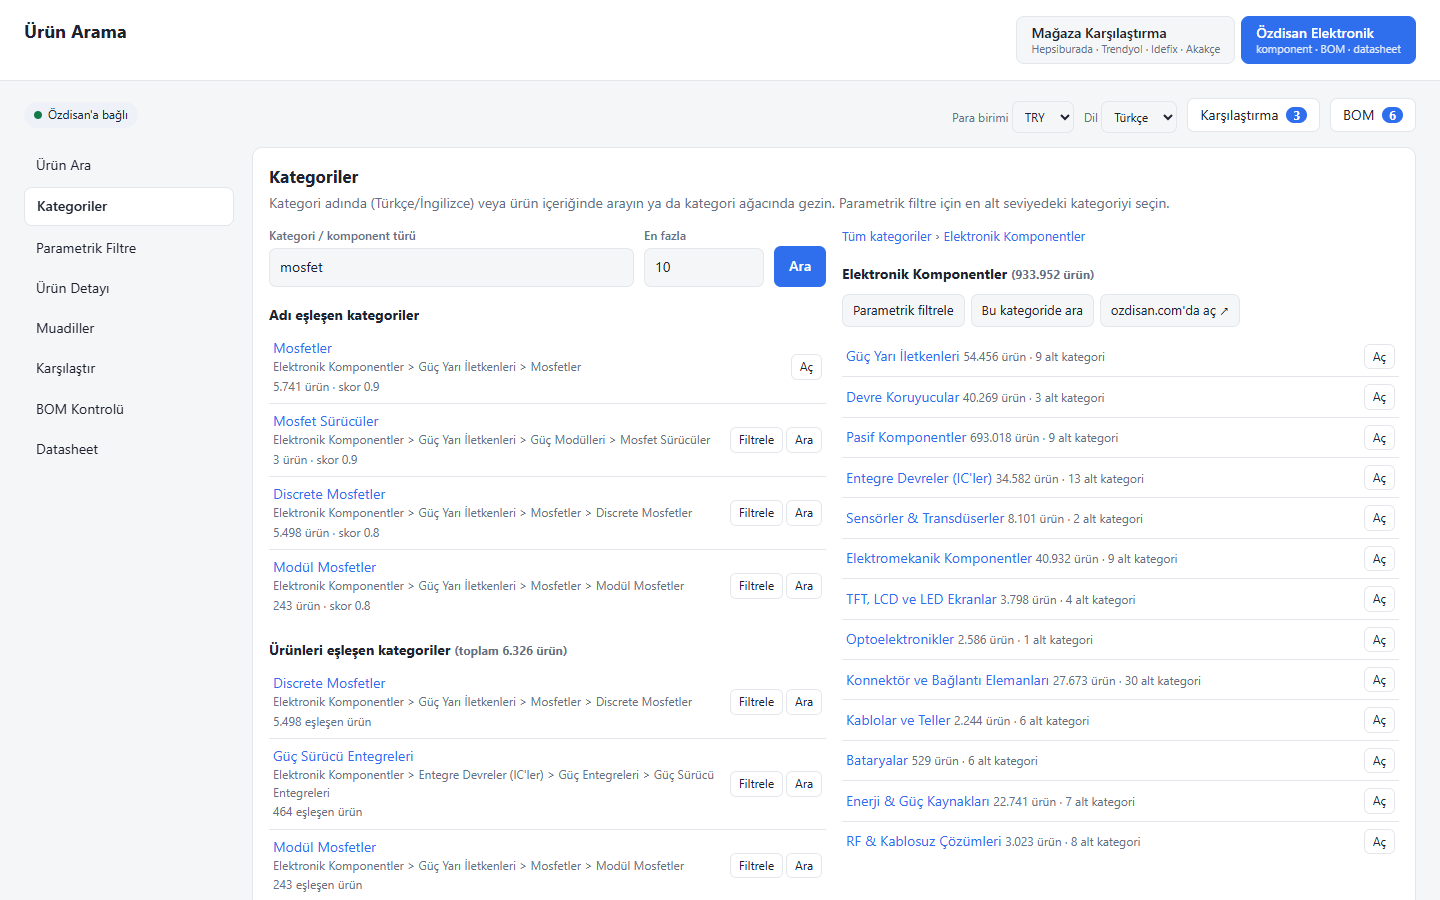 Ürün Arama
Mağaza Karşılaştırma
Hepsiburada · Trendyol · Idefix · Akakçe
Özdisan Elektronik
komponent · BOM · datasheet
Özdisan'a bağlı
Para birimi
TRY
Dil
Türkçe
Karşılaştırma 3
BOM 6
Ürün Ara
Kategoriler
Parametrik Filtre
Ürün Detayı
Muadiller
Karşılaştır
BOM Kontrolü
Datasheet
Kategoriler
Kategori adında (Türkçe/İngilizce) veya ürün içeriğinde arayın ya da kategori ağacında gezin. Parametrik filtre için en alt seviyedeki kategoriyi seçin.
Kategori / komponent türü
En fazla
mosfet
10
Ara
Adı eşleşen kategoriler
Mosfetler
Elektronik Komponentler > Güç Yarı İletkenleri > Mosfetler
5.741 ürün · skor 0.9
Aç
Mosfet Sürücüler
Elektronik Komponentler > Güç Yarı İletkenleri > Güç Modülleri > Mosfet Sürücüler
3 ürün · skor 0.9
Filtrele
Ara
Discrete Mosfetler
Elektronik Komponentler > Güç Yarı İletkenleri > Mosfetler > Discrete Mosfetler
5.498 ürün · skor 0.8
Filtrele
Ara
Modül Mosfetler
Elektronik Komponentler > Güç Yarı İletkenleri > Mosfetler > Modül Mosfetler
243 ürün · skor 0.8
Filtrele
Ara
Ürünleri eşleşen kategoriler (toplam 6.326 ürün)
Discrete Mosfetler
Elektronik Komponentler > Güç Yarı İletkenleri > Mosfetler > Discrete Mosfetler
5.498 eşleşen ürün
Filtrele
Ara
Güç Sürücü Entegreleri
Elektronik Komponentler > Entegre Devreler (IC'ler) > Güç Entegreleri > Güç Sürücü
Entegreleri
464 eşleşen ürün
Filtrele
Ara
Modül Mosfetler
Elektronik Komponentler > Güç Yarı İletkenleri > Mosfetler > Modül Mosfetler
243 eşleşen ürün
Filtrele
Ara
Tüm kategoriler › Elektronik Komponentler
Elektronik Komponentler (933.952 ürün)
Parametrik filtrele
Bu kategoride ara
ozdisan.com'da aç ↗
Güç Yarı İletkenleri 54.456 ürün · 9 alt kategori
Aç
Devre Koruyucular 40.269 ürün · 3 alt kategori
Aç
Pasif Komponentler 693.018 ürün · 9 alt kategori
Aç
Entegre Devreler (IC'ler) 34.582 ürün · 13 alt kategori
Aç
Sensörler & Transdüserler 8.101 ürün · 2 alt kategori
Aç
Elektromekanik Komponentler 40.932 ürün · 9 alt kategori
Aç
TFT, LCD ve LED Ekranlar 3.798 ürün · 4 alt kategori
Aç
Optoelektronikler 2.586 ürün · 1 alt kategori
Aç
Konnektör ve Bağlantı Elemanları 27.673 ürün · 30 alt kategori
Aç
Kablolar ve Teller 2.244 ürün · 6 alt kategori
Aç
Bataryalar 529 ürün · 6 alt kategori
Aç
Enerji & Güç Kaynakları 22.741 ürün · 7 alt kategori
Aç
RF & Kablosuz Çözümleri 3.023 ürün · 8 alt kategori
Aç